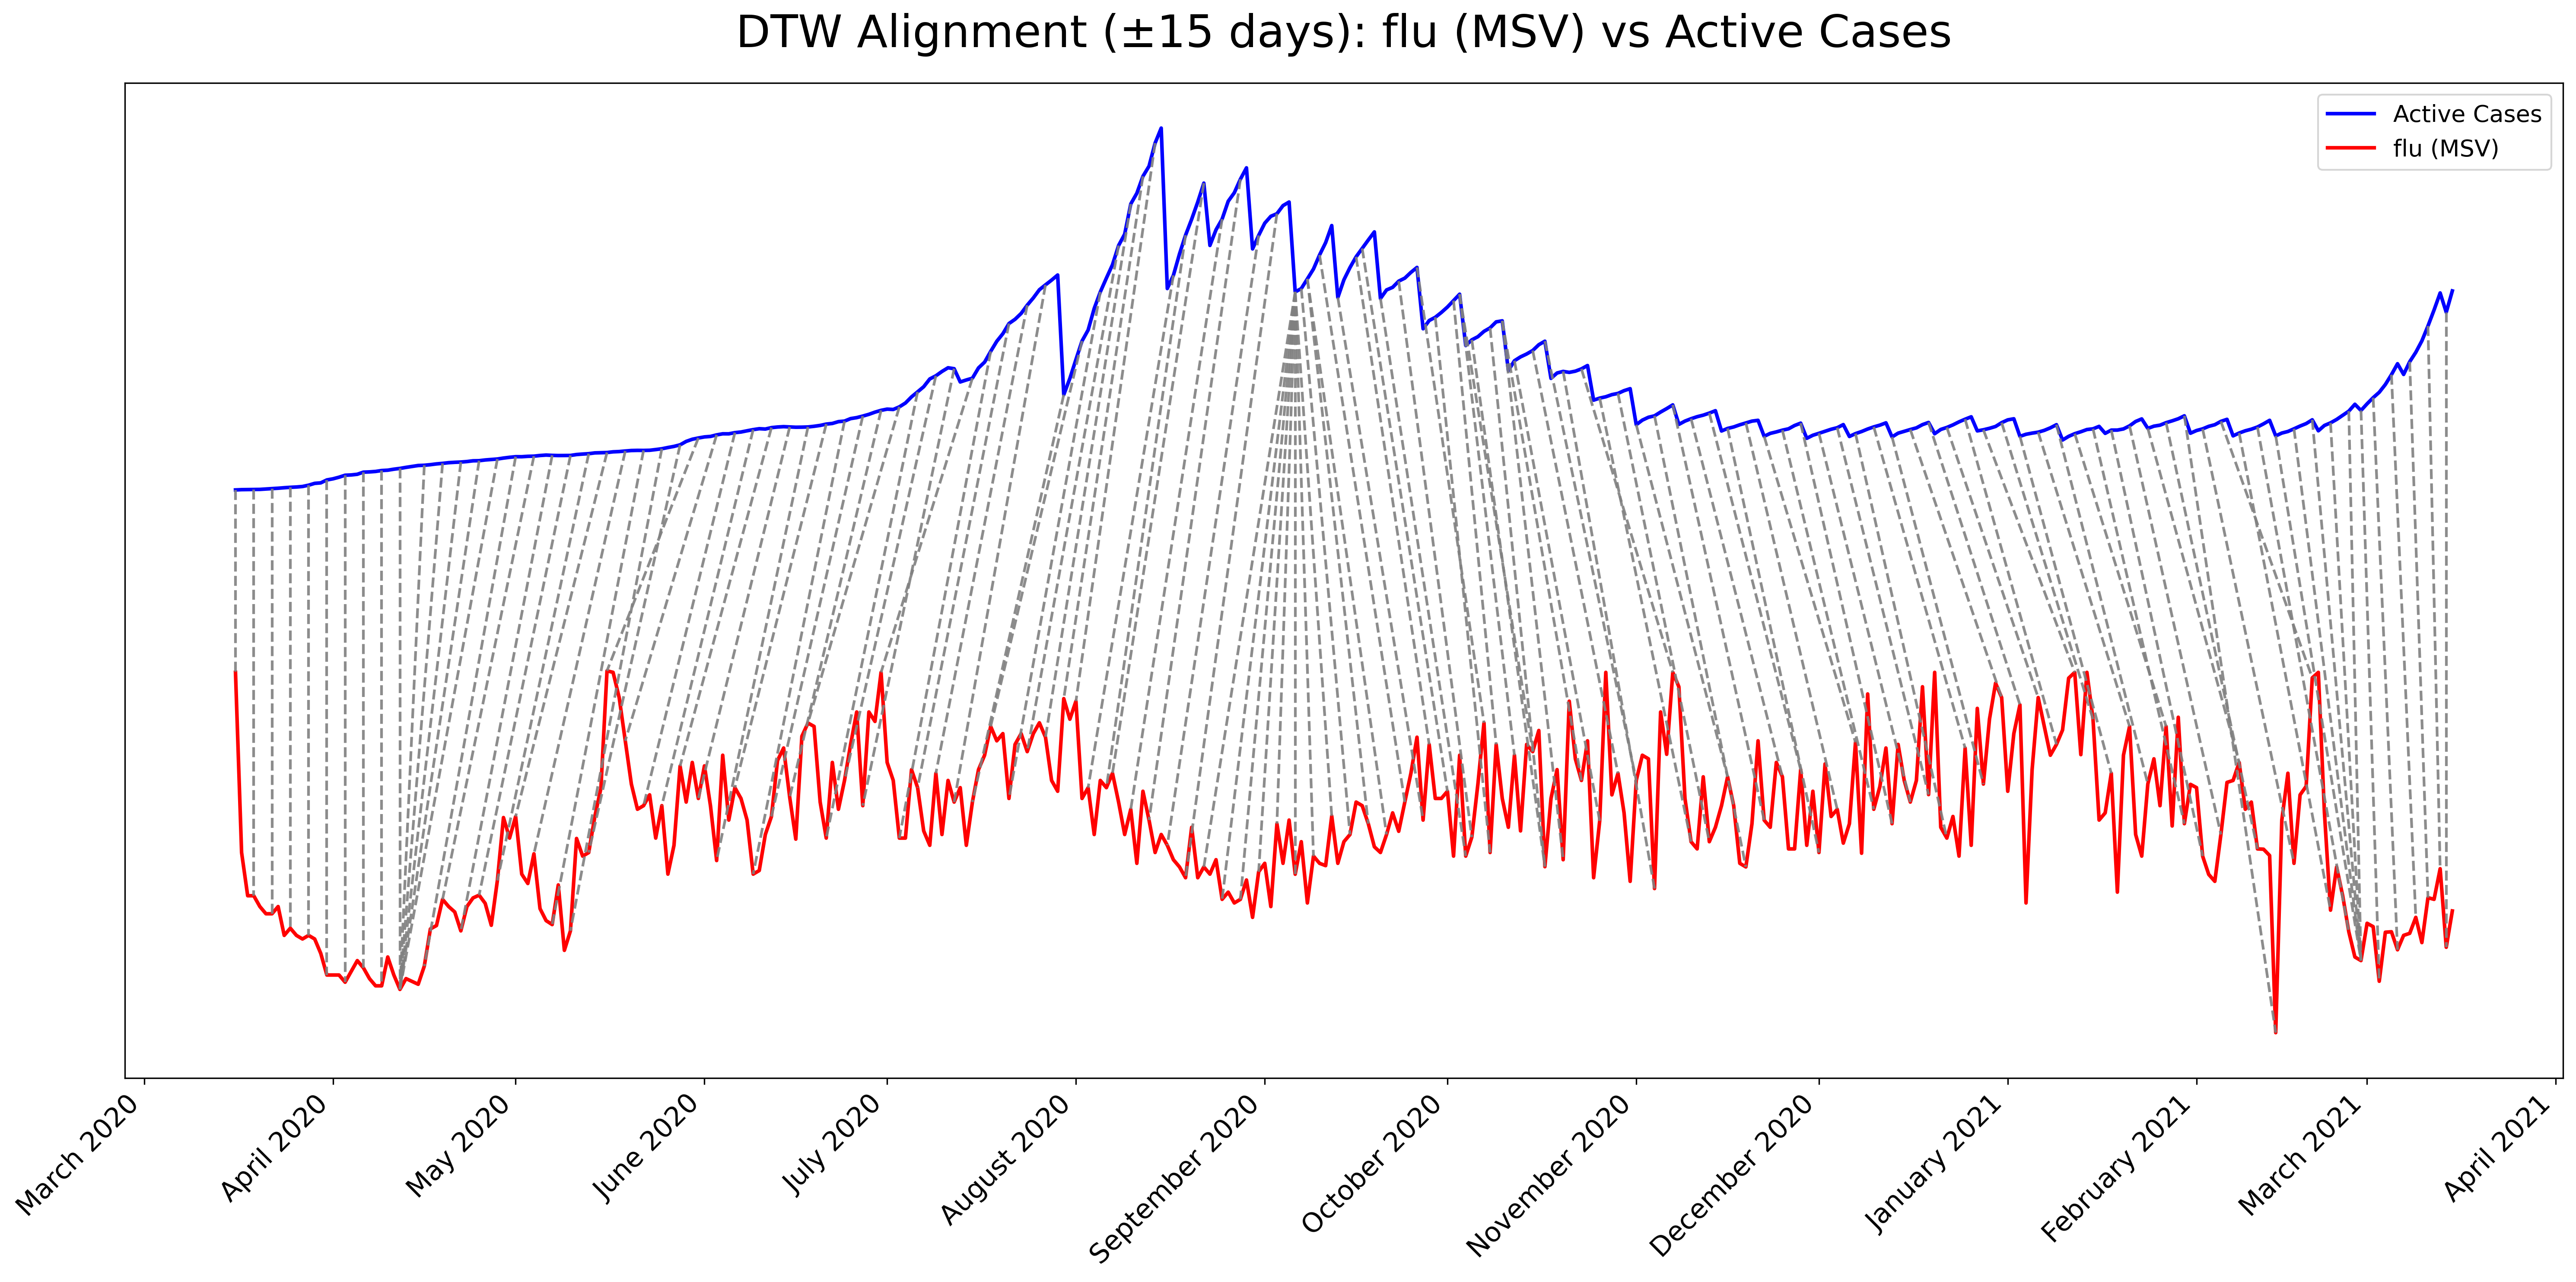 DTW Alignment (±15 days): flu (MSV) vs Active Cases
Active Cases
flu (MSV)
March 2020
April 2020
May 2020
June 2020
July 2020
August 2020
September 2020
October 2020
November 2020
December 2020
January 2021
February 2021
March 2021
April 2021